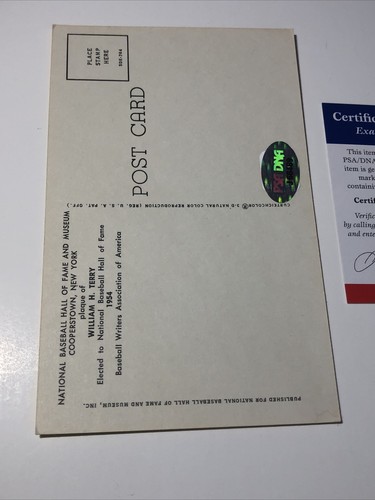 PLACE
STAMP
HERE
POST CARD
NATIONAL BASEBALL HALL OF FAME AND MUSEUM
COOPERSTOWN, NEW YORK
plaque of
WILLIAM H. TERRY
Elected to National Baseball Hall of Fame
1954
Baseball Writers Association of America
PUBLISHED FOR NATIONAL BASEBALL HALL OF FAME AND MUSEUM, INC.
PSA/DNA
Certific
Exa
This item
PSA/DNA
item is ge
mark
containin
Certif
Verific
by calling
and ente